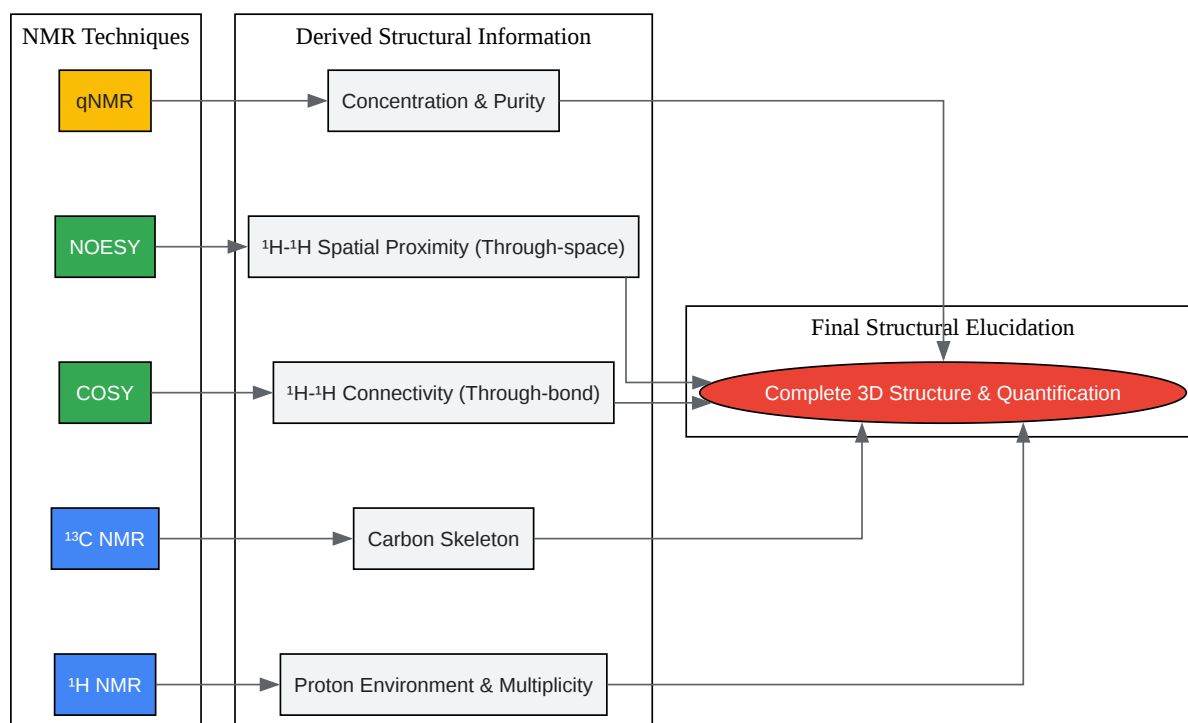 NMR Techniques
Derived Structural Information
qNMR
Concentration & Purity
NOESY
¹H-¹H Spatial Proximity (Through-space)
Final Structural Elucidation
COSY
¹H-¹H Connectivity (Through-bond)
Complete 3D Structure & Quantification
¹³C NMR
Carbon Skeleton
¹H NMR
Proton Environment & Multiplicity